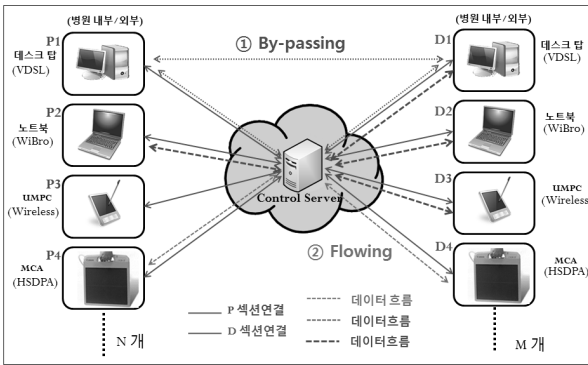 (병원 내부/외부)
(병원 내부/외부)
① By-passing
P1
데스크 탑
(VDSL)
D1
데스크 탑
(VDSL)
P2
노트북
(WiBro)
D2
노트북
(WiBro)
P3
UMPC
(Wireless)
Control Server
D3
UMPC
(Wireless)
② Flowing
P4
MCA
(HSDPA)
D4
MCA
(HSDPA)
P 섹션연결
D 섹션연결
데이터 흐름
데이터흐름
데이터흐름
N 개
M 개